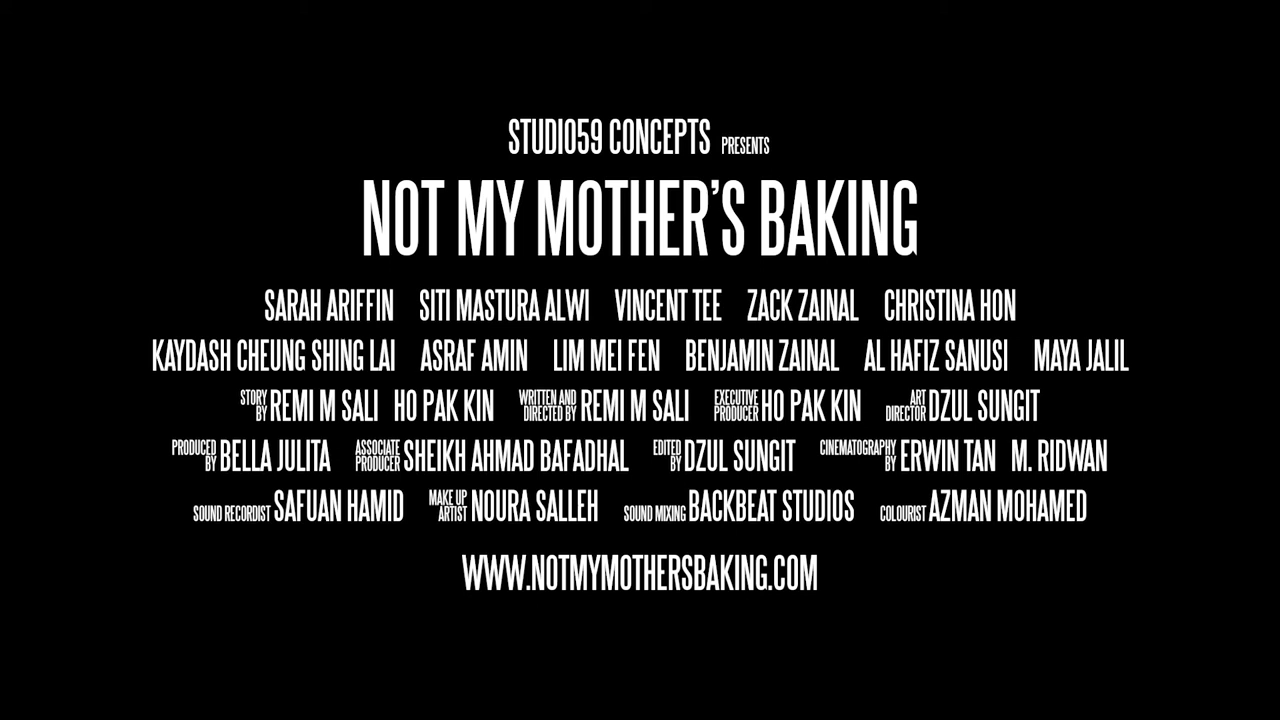 STUDIO59 CONCEPTS PRESENTS
NOT MY MOTHER'S BAKING
SARAH ARIFFIN SITI MASTURA ALWI VINCENT TEE ZACK ZAINAL CHRISTINA HON
KAYDASH CHEUNG SHING LAI ASRAF AMIN LIM MEI FEN BENJAMIN ZAINAL AL HAFIZ SANUSI MAYA JALIL
STORY BY REMI M SALI HO PAK KIN WRITTEN AND DIRECTED BY REMI M SALI EXECUTIVE PRODUCER HO PAK KIN ART DIRECTOR DZUL SUNGIT
PRODUCED BY BELLA JULITA ASSOCIATE PRODUCER SHEIKH AHMAD BAFADHAL EDITED BY DZUL SUNGIT CINEMATOGRAPHY BY ERWIN TAN M. RIDWAN
SOUND RECORDIST SAFUAN HAMID MAKE UP ARTIST NOURA SALLEH SOUND MIXING BACKBEAT STUDIOS COLOURIST AZMAN MOHAMED
WWW.NOTMYMOTHERSBAKING.COM